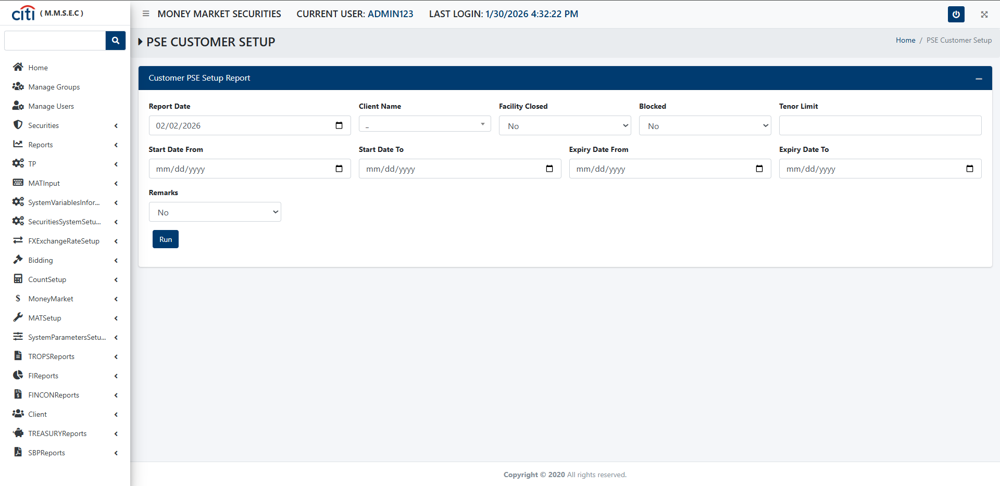 citi ( M.M.S.E.C )
MONEY MARKET SECURITIES CURRENT USER: ADMIN123 LAST LOGIN: 1/30/2026 4:32:22 PM
PSE CUSTOMER SETUP
Home / PSE Customer Setup
Home
Manage Groups
Manage Users
Securities
Reports
TP
MATInput
SystemVariablesInfor...
SecuritiesSystemSetu...
FXExchangeRateSetup
Bidding
CountSetup
MoneyMarket
MATSetup
SystemParametersSetu...
TROPSReports
FIReports
FINCONReports
Client
TREASURYReports
SBPReports
Customer PSE Setup Report
Report Date Client Name Facility Closed Blocked Tenor Limit
02/02/2026 _ No No
Start Date From Start Date To Expiry Date From Expiry Date To
mm/dd/yyyy mm/dd/yyyy mm/dd/yyyy mm/dd/yyyy
Remarks
No
Run
Copyright © 2020 All rights reserved.